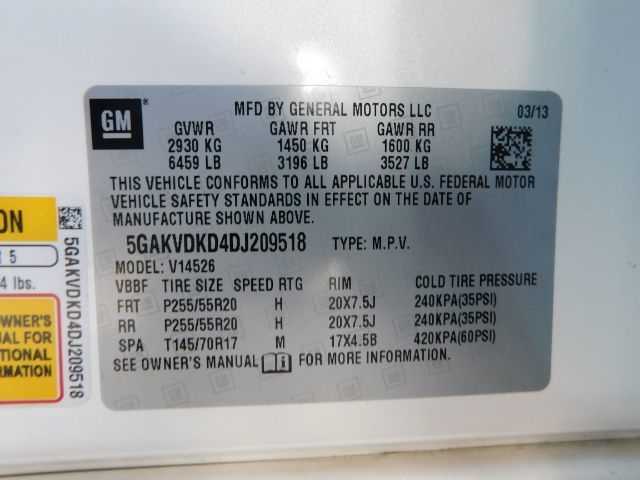 GM
MFD BY GENERAL MOTORS LLC
03/13
GVWR GAWR FRT GAWR RR
2930 KG 1450 KG 1600 KG
6459 LB 3196 LB 3527 LB
THIS VEHICLE CONFORMS TO ALL APPLICABLE U.S. FEDERAL MOTOR
VEHICLE SAFETY STANDARDS IN EFFECT ON THE DATE OF
MANUFACTURE SHOWN ABOVE.
5GAKVDKD4DJ209518 TYPE: M.P.V.
MODEL: V14526
VBBF TIRE SIZE SPEED RTG RIM COLD TIRE PRESSURE
FRT P255/55R20 H 20X7.5J 240KPA(35PSI)
RR P255/55R20 H 20X7.5J 240KPA(35PSI)
SPA T145/70R17 M 17X4.5B 420KPA(60PSI)
SEE OWNER'S MANUAL FOR MORE INFORMATION.
ON
R 5
4 lbs.
OWNER'S
UAL FOR
TIONAL
RMATION
5GAKVDKD4DJ209518